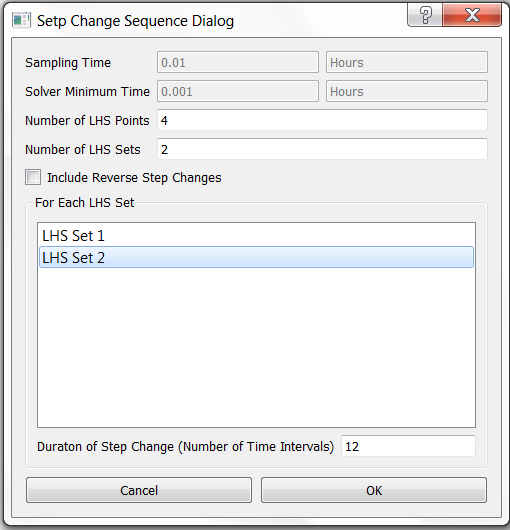 Setp Change Sequence Dialog
Sampling Time 0.01 Hours
Solver Minimum Time 0.001 Hours
Number of LHS Points 4
Number of LHS Sets 2
Include Reverse Step Changes
For Each LHS Set
LHS Set 1
LHS Set 2
Duraton of Step Change (Number of Time Intervals) 12
Cancel OK